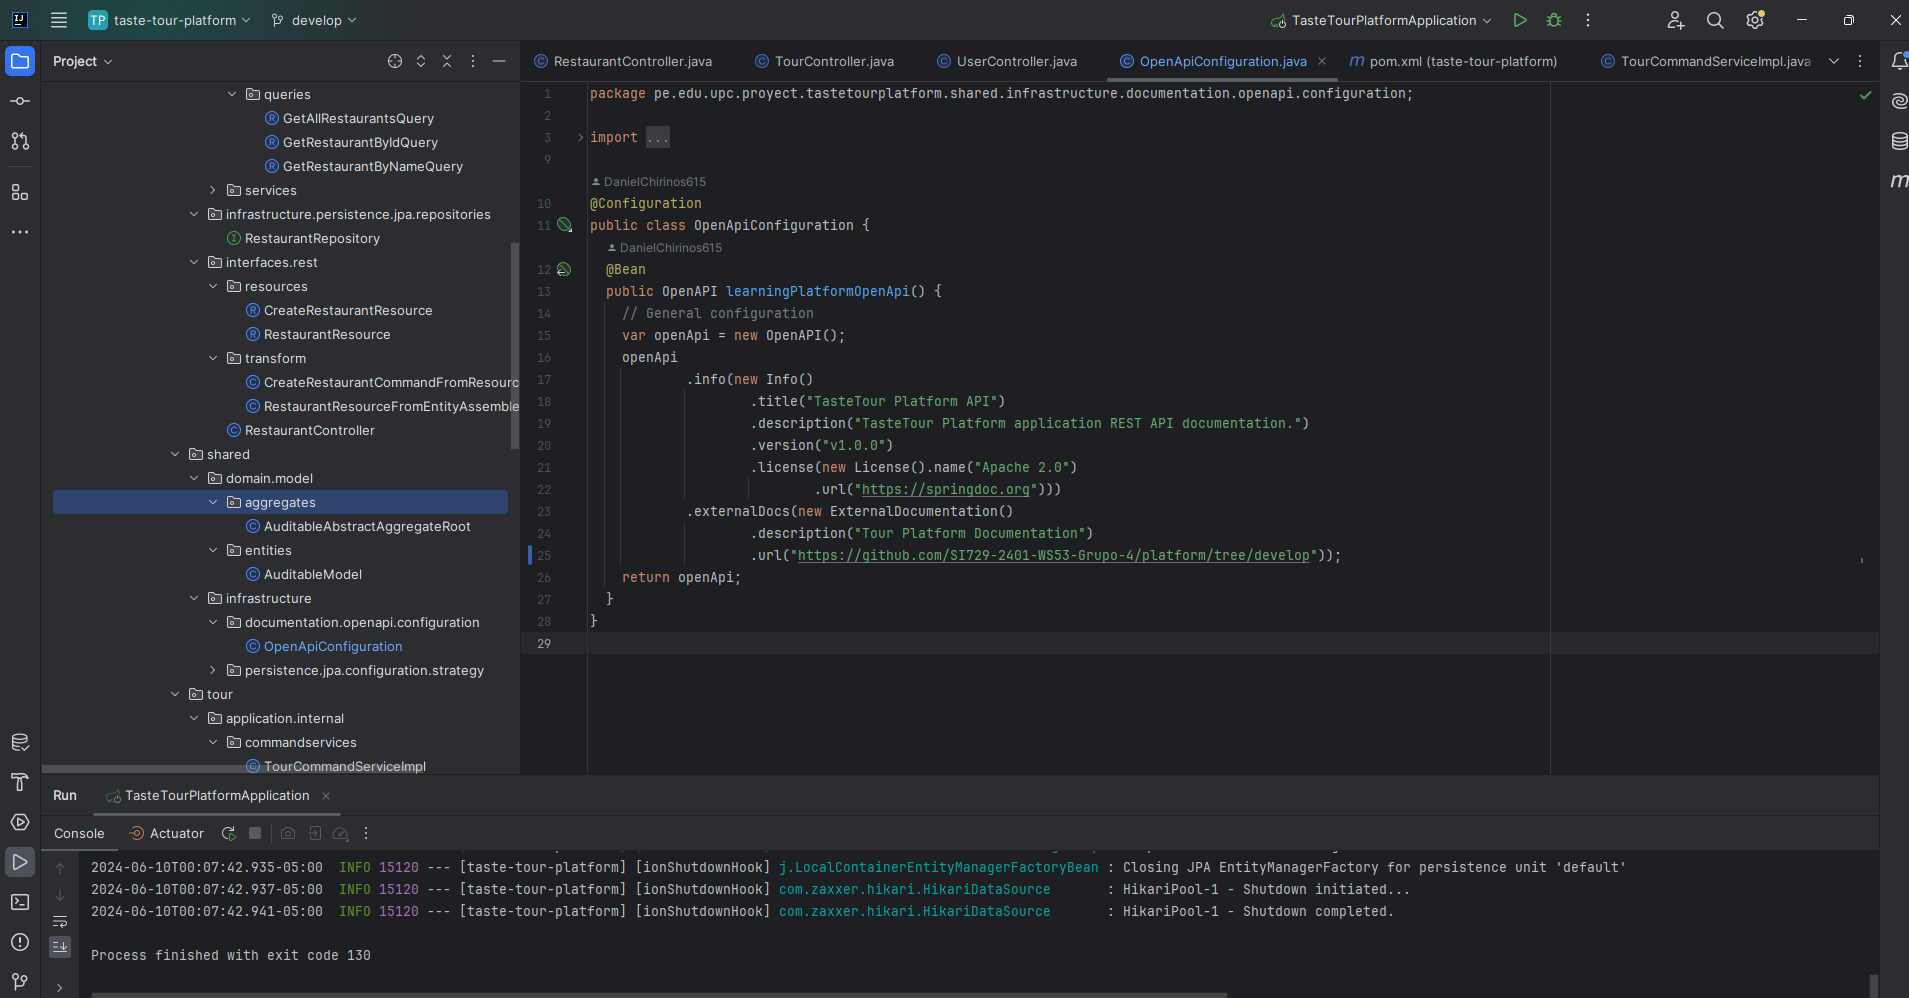 TP taste-tour-platform develop TasteTourPlatformApplication
Project
RestaurantController.java TourController.java UserController.java OpenApiConfiguration.java pom.xml (taste-tour-platform) TourCommandServiceImpl.java
queries
GetAllRestaurantsQuery
GetRestaurantByIdQuery
GetRestaurantByNameQuery
services
infrastructure.persistence.jpa.repositories
RestaurantRepository
interfaces.rest
resources
CreateRestaurantResource
RestaurantResource
transform
CreateRestaurantCommandFromResourc
RestaurantResourceFromEntityAssemble
RestaurantController
shared
domain.model
aggregates
AuditableAbstractAggregateRoot
entities
AuditableModel
infrastructure
documentation.openapi.configuration
OpenApiConfiguration
persistence.jpa.configuration.strategy
tour
application.internal
commandservices
TourCommandServiceImpl
1 package pe.edu.upc.proyect.tastetourplatform.shared.infrastructure.documentation.openapi.configuration;
2
3 import ...
9
DanielChirinos615
10 @Configuration
11 public class OpenApiConfiguration {
DanielChirinos615
12 @Bean
13 public OpenAPI learningPlatformOpenApi() {
14 // General configuration
15 var openApi = new OpenAPI();
16 openApi
17 .info(new Info()
18 .title("TasteTour Platform API")
19 .description("TasteTour Platform application REST API documentation.")
20 .version("v1.0.0")
21 .license(new License().name("Apache 2.0")
22 .url("https://springdoc.org")))
23 .externalDocs(new ExternalDocumentation()
24 .description("Tour Platform Documentation")
25 .url("https://github.com/SI729-2401-WS53-Grupo-4/platform/tree/develop"));
26 return openApi;
27 }
28 }
29
Run TasteTourPlatformApplication
Console Actuator
2024-06-10T00:07:42.935-05:00 INFO 15120 --- [taste-tour-platform] [ionShutdownHook] j.LocalContainerEntityManagerFactoryBean : Closing JPA EntityManagerFactory for persistence unit 'default'
2024-06-10T00:07:42.937-05:00 INFO 15120 --- [taste-tour-platform] [ionShutdownHook] com.zaxxer.hikari.HikariDataSource : HikariPool-1 - Shutdown initiated...
2024-06-10T00:07:42.941-05:00 INFO 15120 --- [taste-tour-platform] [ionShutdownHook] com.zaxxer.hikari.HikariDataSource : HikariPool-1 - Shutdown completed.
Process finished with exit code 130